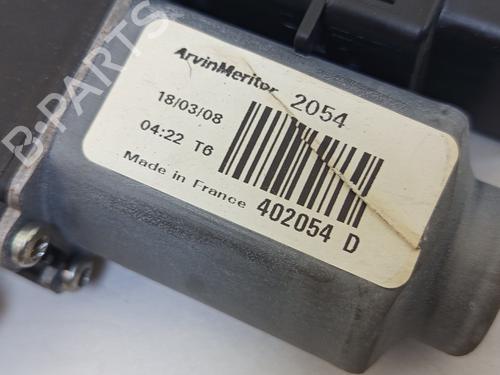 ArvinMeritor 2054
18/03/08
04:22 T6
Made in France 402054 D
B-PARTS